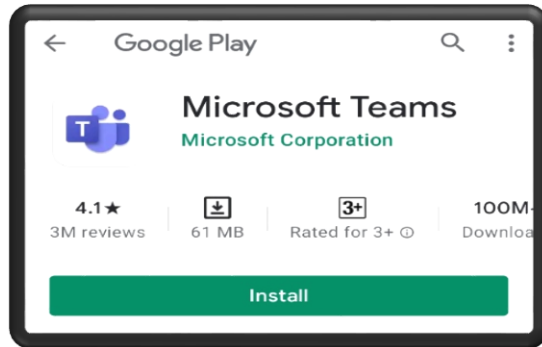 Google Play
T
Microsoft Teams
Microsoft Corporation
4.1★
3M reviews
61 MB
3+
Rated for 3+ ⓘ
100M
Downloa
Install